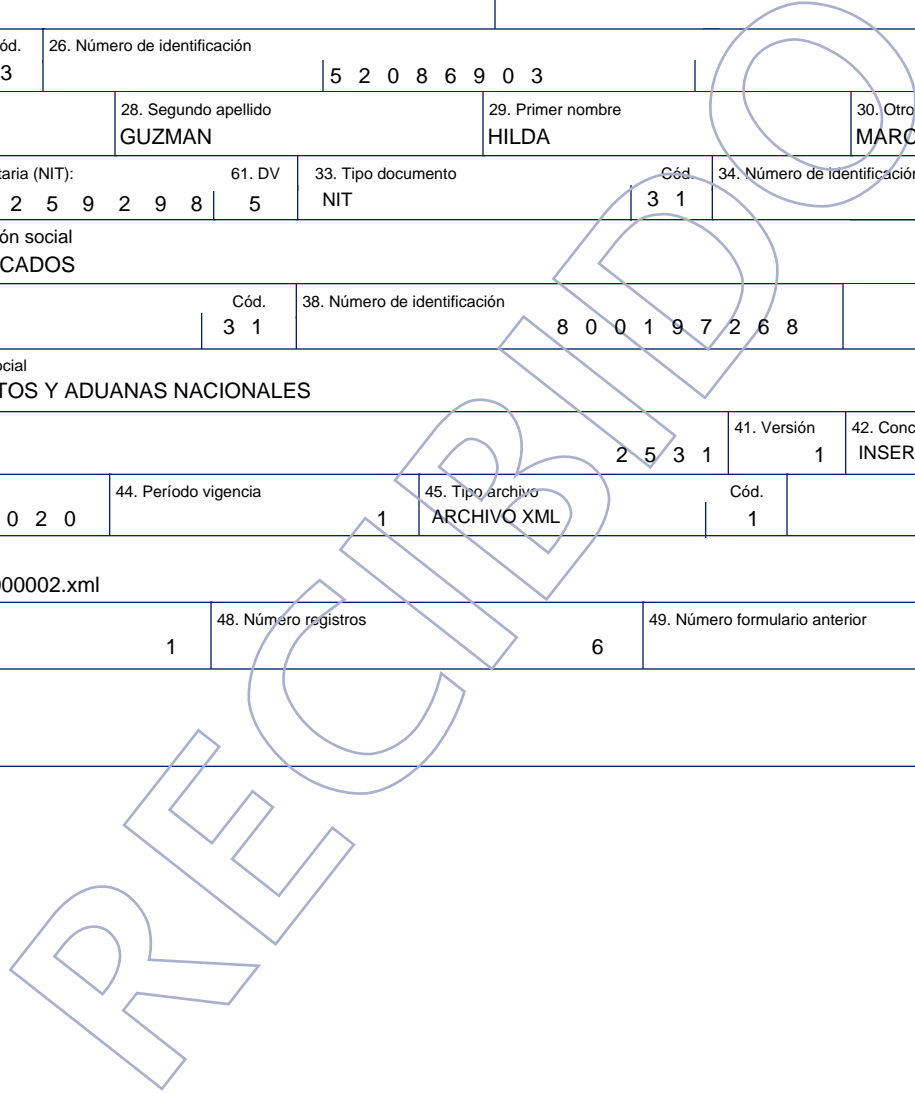 ód. 26. Número de identificación
3 5 2 0 8 6 9 0 3
28. Segundo apellido 29. Primer nombre 30. Otro
GUZMAN HILDA MARC
taria (NIT): 61. DV 33. Tipo documento Cód. 34. Número de identificación
2 5 9 2 9 8 5 NIT 3 1
ón social
CADOS
Cód. 38. Número de identificación
3 1 8 0 0 1 9 7 2 6 8
ocial
TOS Y ADUANAS NACIONALES
41. Versión 42. Conc
2 5 3 1 1 INSER
44. Período vigencia 45. Tipo archivo Cód.
0 2 0 1 ARCHIVO XML 1
000002.xml
48. Número registros 49. Número formulario anterior
1 6
RECIBIDO